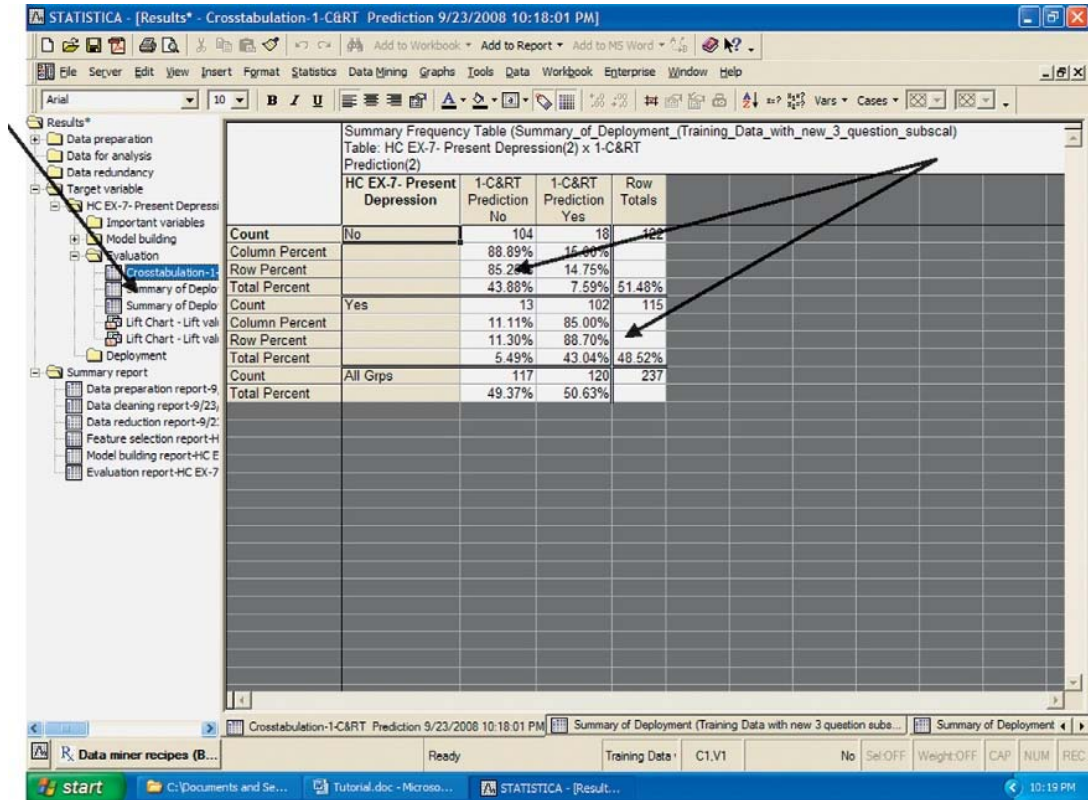 STATISTICA - [Results* - Crosstabulation-1-C&RT Prediction 9/23/2008 10:18:01 PM]
Add to Workbook Add to Report Add to MS Word
File Server Edit View Insert Format Statistics Data Mining Graphs Tools Data Workbook Enterprise Window Help
Arial 10 B I U Vars Cases
Results*
Data preparation
Data for analysis
Data redundancy
Target variable
HC EX-7- Present Depressi
Important variables
Model building
Evaluation
Crosstabulation-1-
Summary of Deplo
Summary of Deplo
Lift Chart - Lift val
Lift Chart - Lift val
Deployment
Summary report
Data preparation report-9,
Data cleaning report-9/23,
Data reduction report-9/2
Feature selection report-H
Model building report-HC E
Evaluation report-HC EX-7
Summary Frequency Table (Summary_of_Deployment_(Training_Data_with_new_3_question_subscal)
Table: HC EX-7- Present Depression(2) x 1-C&RT
Prediction(2)
HC EX-7- Present Depression 1-C&RT Prediction No 1-C&RT Prediction Yes Row Totals
Count No 104 18 122
Column Percent 88.89% 15.00%
Row Percent 14.75%
Total Percent 43.88% 7.59% 51.48%
Count Yes 13 102 115
Column Percent 11.11% 85.00%
Row Percent 11.30% 88.70%
Total Percent 5.49% 43.04% 48.52%
Count All Grps 117 120 237
Total Percent 49.37% 50.63%
Crosstabulation-1-C&RT Prediction 9/23/2008 10:18:01 PM Summary of Deployment (Training Data with new 3 question subs... Summary of Deployment
Data miner recipes (B... Ready Training Data C1,V1 No Sel:OFF Weight:OFF CAP NUM REC
start C:\Docume nts and Se... Tutorial.doc - Microso... STATISTICA - [Result... 10:19 PM